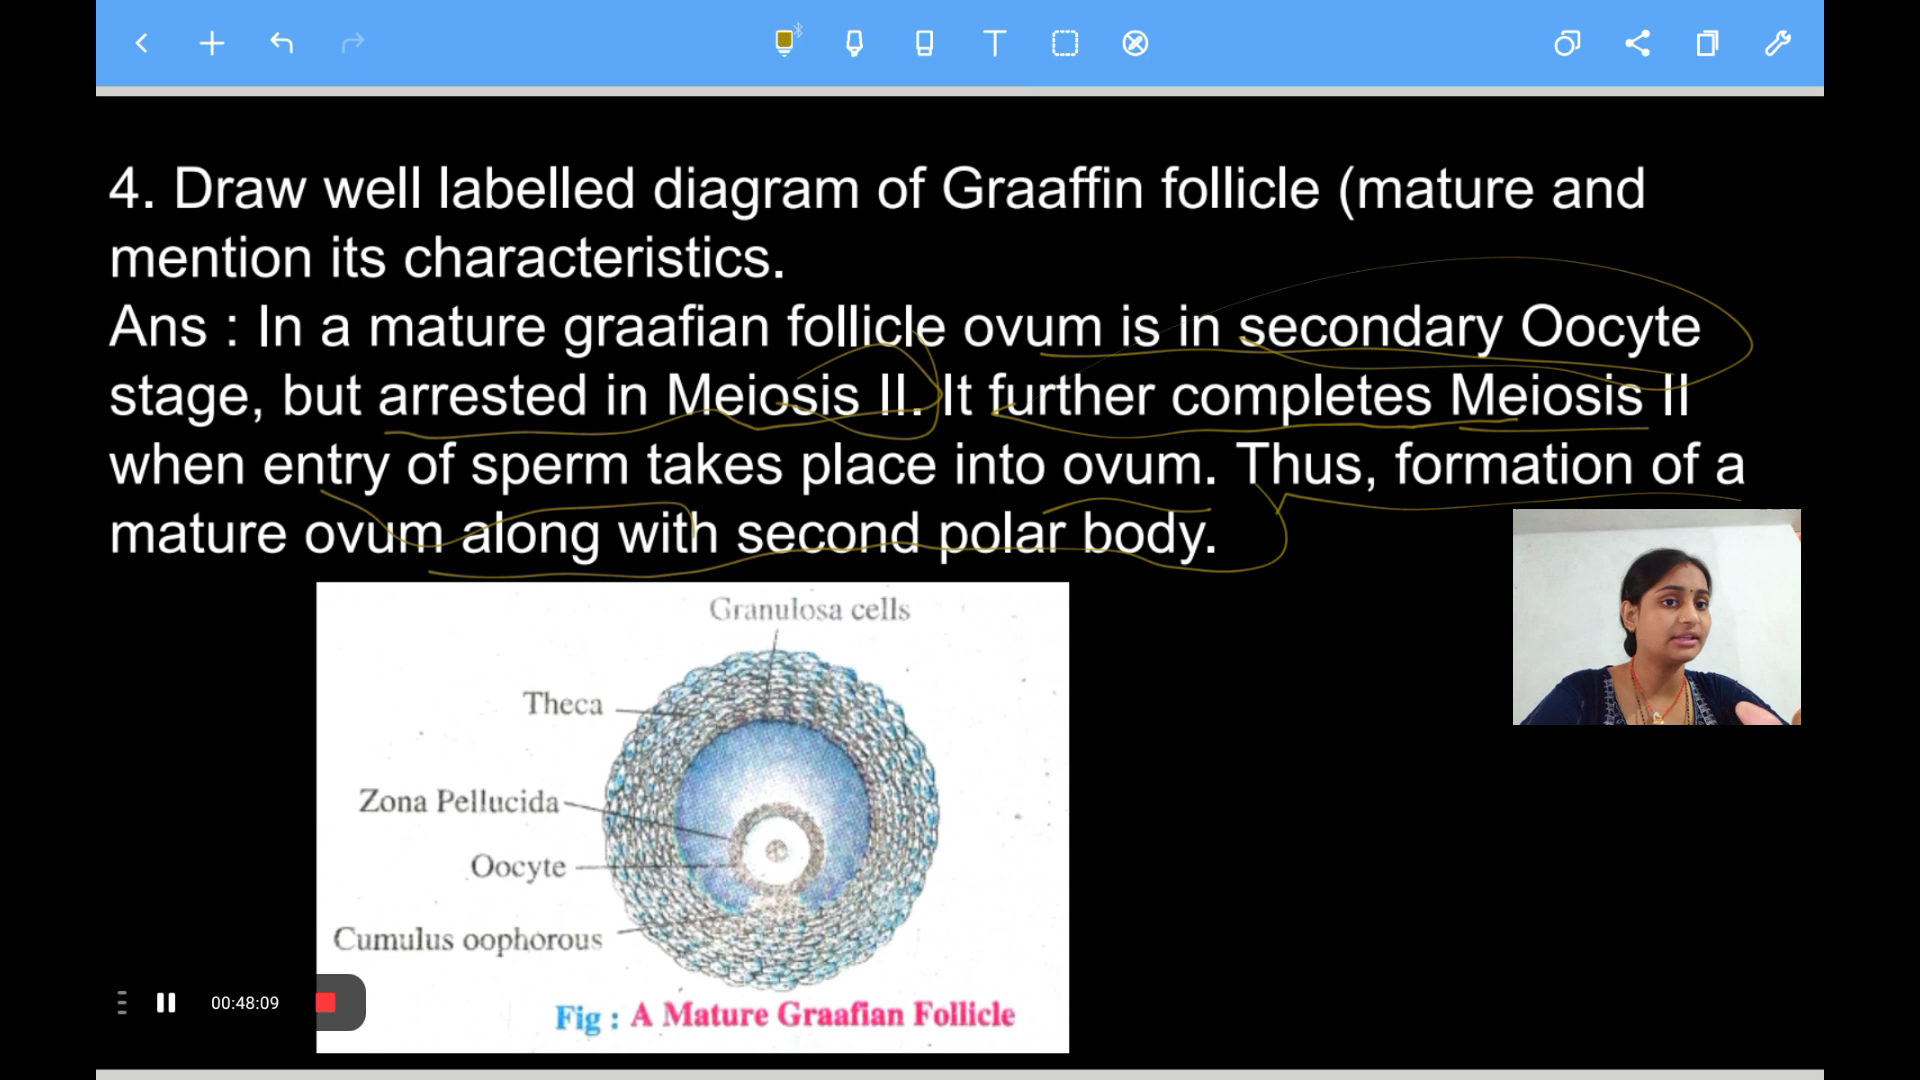 4. Draw well labelled diagram of Graaffin follicle (mature and
mention its characteristics.
Ans : In a mature graafian follicle ovum is in secondary Oocyte
stage, but arrested in Meiosis II. It further completes Meiosis II
when entry of sperm takes place into ovum. Thus, formation of a
mature ovum along with second polar body.
Granulosa cells
Theca
Zona Pellucida
Oocyte
Cumulus oophorous
Fig : A Mature Graafian Follicle
00:48:09